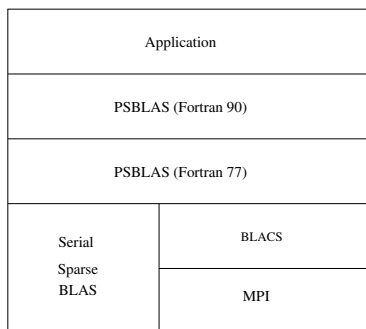 Application
PSBLAS (Fortran 90)
PSBLAS (Fortran 77)
Serial
Sparse
BLAS
BLACS
MPI